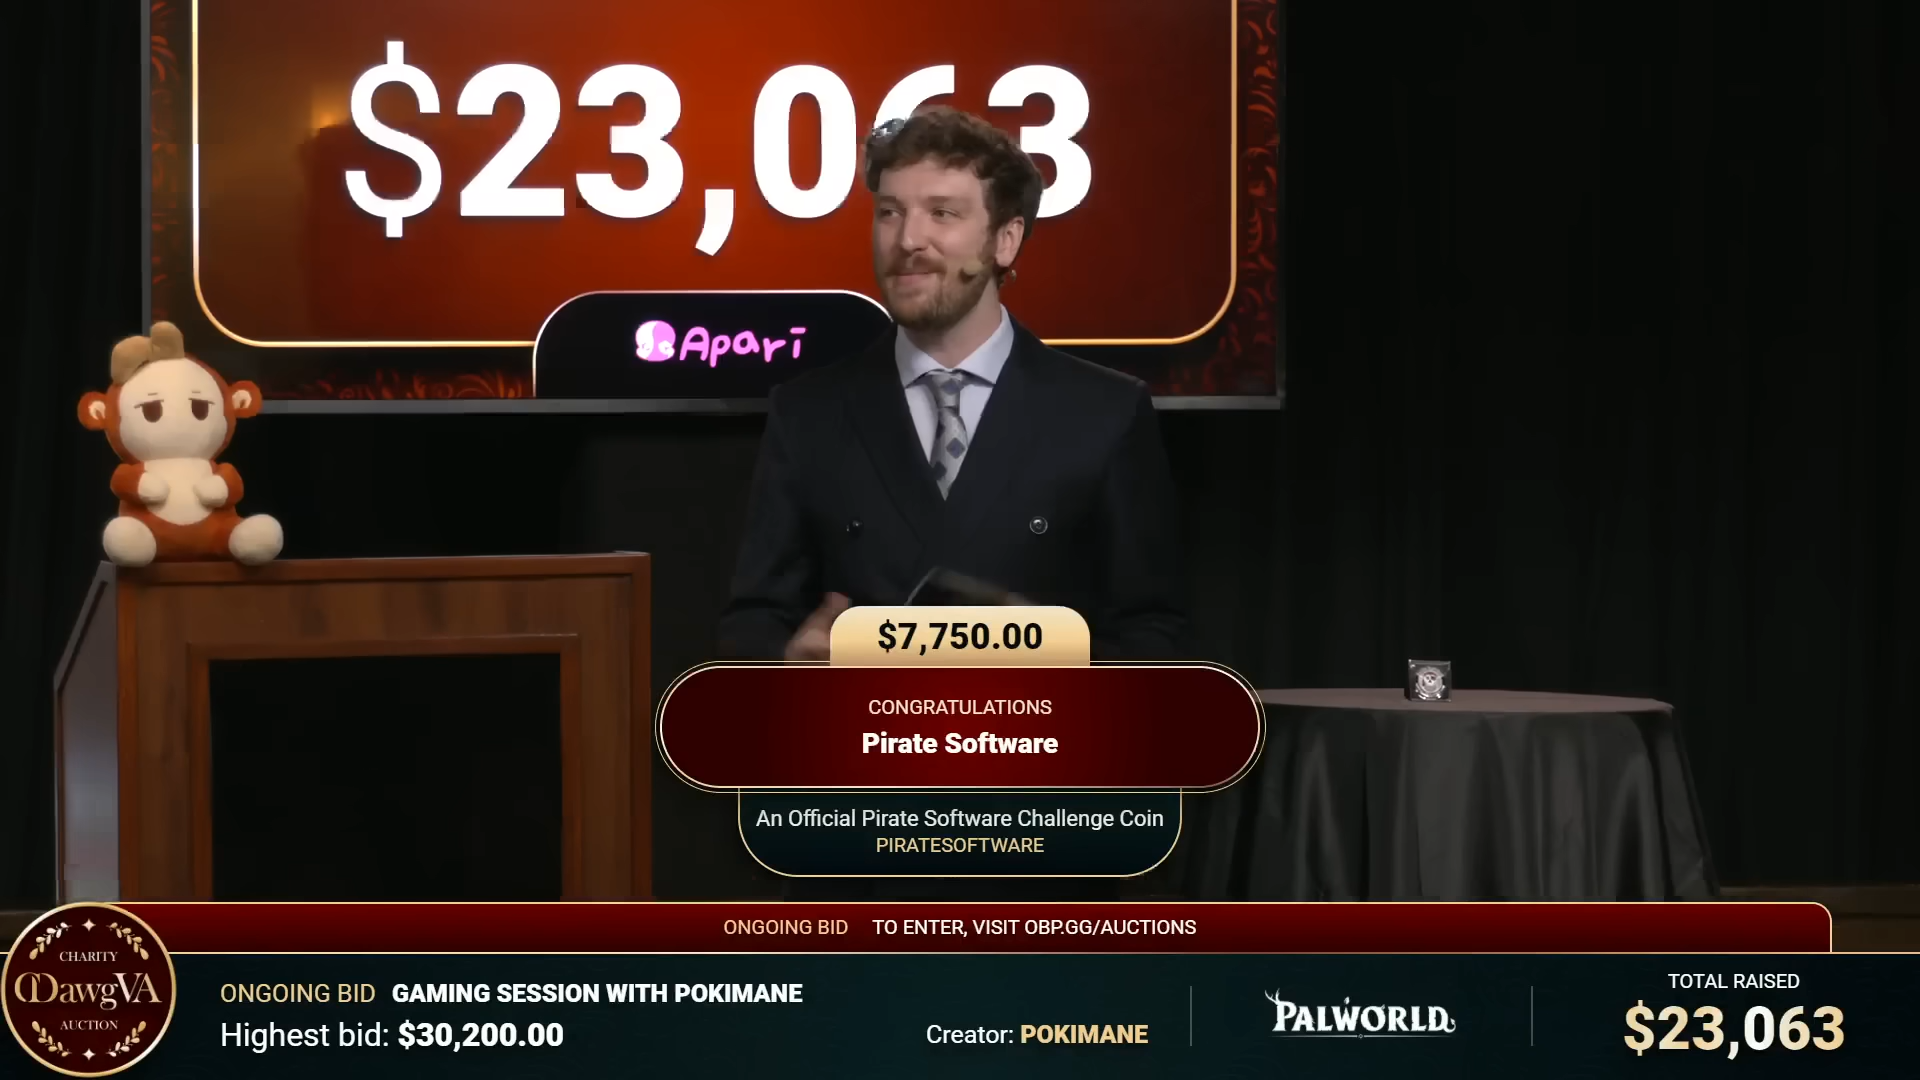 $23,063
Apari
$7,750.00
CONGRATULATIONS
Pirate Software
An Official Pirate Software Challenge Coin
PIRATESOFTWARE
ONGOING BID TO ENTER, VISIT OBP.GG/AUCTIONS
CHARITY
DawgVA
AUCTION
ONGOING BID GAMING SESSION WITH POKIMANE
Highest bid: $30,200.00
Creator: POKIMANE
PALWORLD
TOTAL RAISED
$23,063